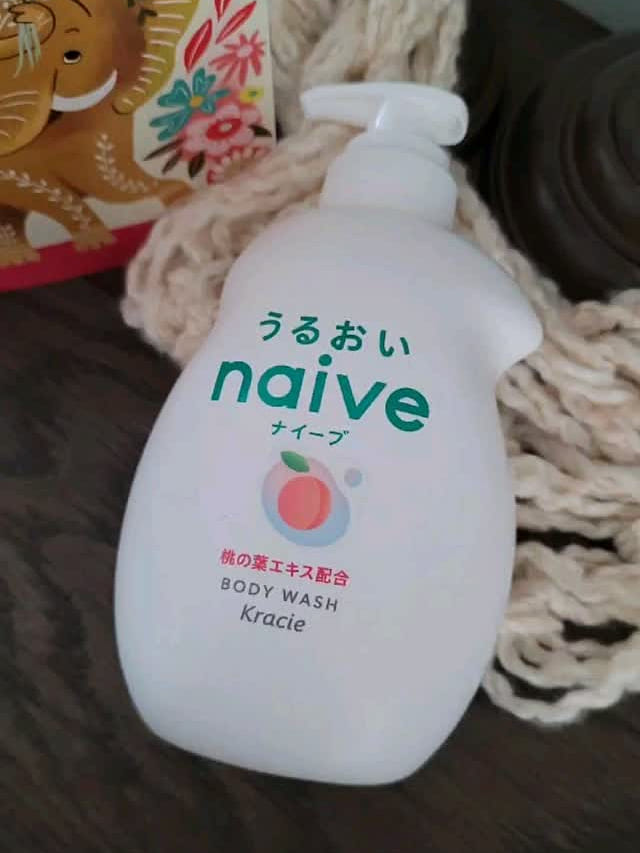 うるおい
naive
ナイーブ
桃の葉エキス配合
BODY WASH
Kracie